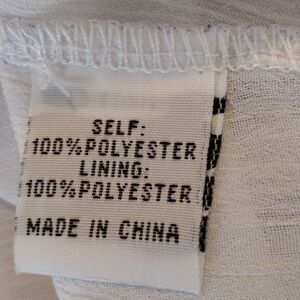 SELF:
100%POLYESTER
LINING:
100%POLYESTER
MADE IN CHINA